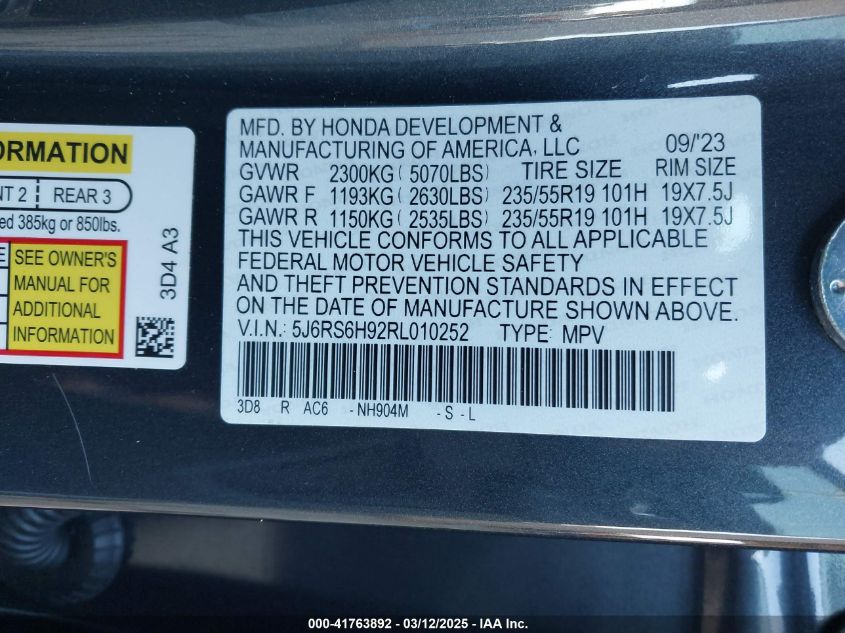 ORMATION
NT 2 | REAR 3
ed 385kg or 850lbs.
SEE OWNER'S
MANUAL FOR
ADDITIONAL
INFORMATION
3D4 A3
MFD. BY HONDA DEVELOPMENT &
MANUFACTURING OF AMERICA, LLC 09/'23
GVWR 2300KG ( 5070LBS) TIRE SIZE RIM SIZE
GAWR F 1193KG ( 2630LBS) 235/55R19 101H 19X7.5J
GAWR R 1150KG ( 2535LBS) 235/55R19 101H 19X7.5J
THIS VEHICLE CONFORMS TO ALL APPLICABLE
FEDERAL MOTOR VEHICLE SAFETY
AND THEFT PREVENTION STANDARDS IN EFFECT
ON THE DATE OF MANUFACTURE SHOWN ABOVE.
V.I.N.: 5J6RS6H92RL010252 TYPE: MPV
3D8 R AC6 - NH904M - S - L
000-41763892 - 03/12/2025 - IAA Inc.